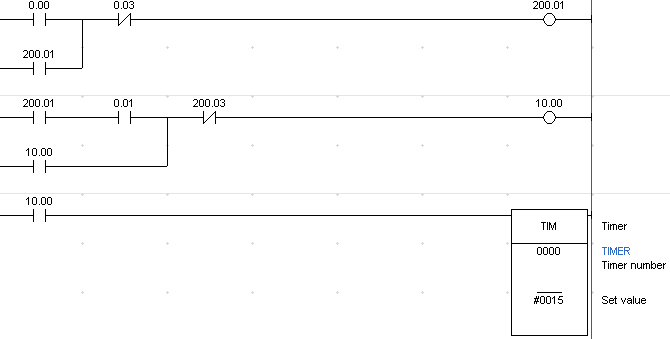 0.00 0.03 200.01
200.01
200.01 0.01 200.03 10.00
10.00
10.00
TIM Timer
0000 TIMER
Timer number
#0015 Set value